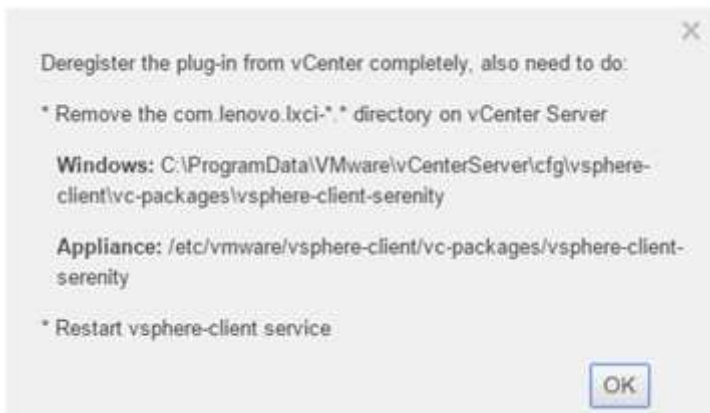 Deregister the plug-in from vCenter completely, also need to do:
* Remove the com.lenovo.lxci-*.* directory on vCenter Server
Windows: C:\ProgramData\VMware\vCenterServer\cfg\vsphere-
client\vc-packages\vsphere-client-serenity
Appliance: /etc/vmware/vsphere-client/vc-packages/vsphere-client-
serenity
* Restart vsphere-client service
OK